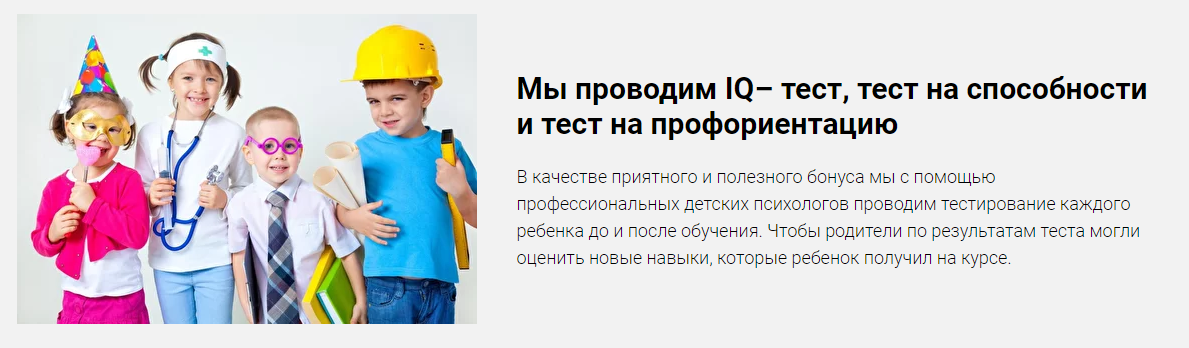 Мы проводим IQ– тест, тест на способности
и тест на профориентацию
В качестве приятного и полезного бонуса мы с помощью
профессиональных детских психологов проводим тестирование каждого
ребенка до и после обучения. Чтобы родители по результатам теста могли
оценить новые навыки, которые ребенок получил на курсе.